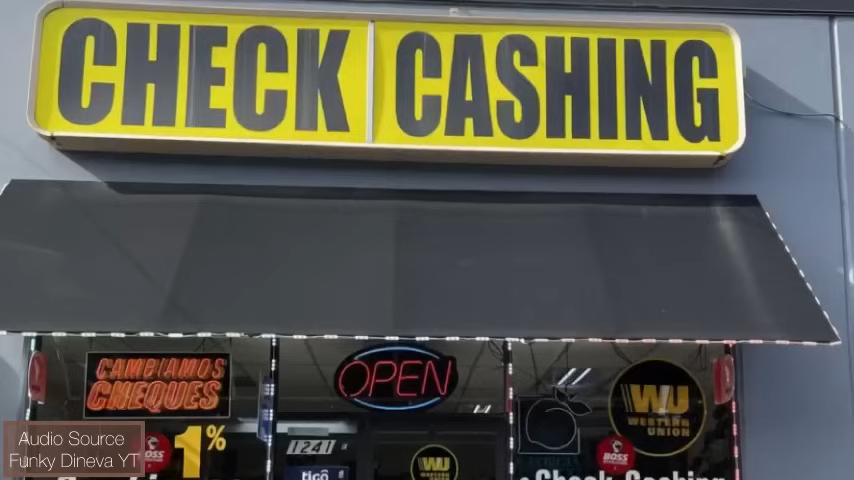 CHECK CASHING
CAMBIAMOS
CHEQUES
OPEN
WU
WESTERN
UNION
Audio Source
Funky Dineva YT
BOSS
1%
1241
tigo
WU
BOSS
Check Cashing